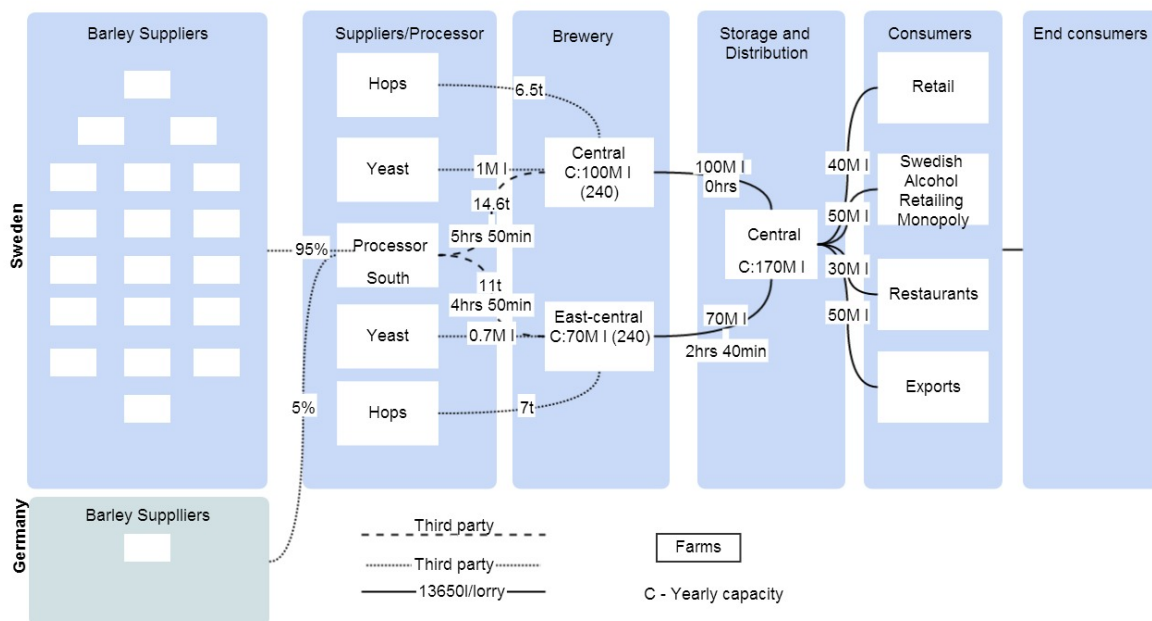 Barley Suppliers
Suppliers/Processor
Brewery
Storage and
Distribution
Consumers
End consumers
Sweden
Hops
6.5t
Retail
Yeast
1M l
Central
C:100M l
(240)
100M l
0hrs
40M l
Swedish
Alcohol
Retailing
Monopoly
14.6t
5hrs 50min
50M l
95%
Processor
South
Central
C:170M l
30M l
11t
4hrs 50min
Restaurants
50M l
Yeast
0.7M l
East-central
C:70M l (240)
70M l
2hrs 40min
5%
Hops
7t
Exports
Germany
Barley Supplliers
Third party
Third party
13650l/lorry
Farms
C - Yearly capacity